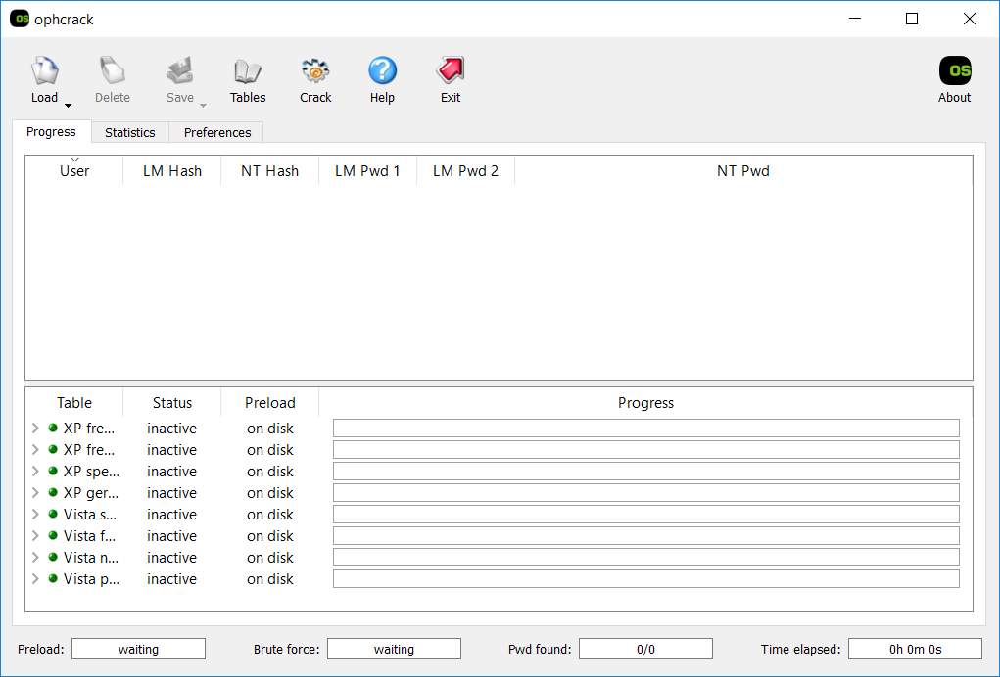 OS ophcrack
Load Delete Save Tables Crack Help Exit OS About
Progress Statistics Preferences
User LM Hash NT Hash LM Pwd 1 LM Pwd 2 NT Pwd
Table Status Preload Progress
XP fre... inactive on disk
XP fre... inactive on disk
XP spe... inactive on disk
XP ger... inactive on disk
Vista s... inactive on disk
Vista f... inactive on disk
Vista n... inactive on disk
Vista p... inactive on disk
Preload: waiting Brute force: waiting Pwd found: 0/0 Time elapsed: 0h 0m 0s